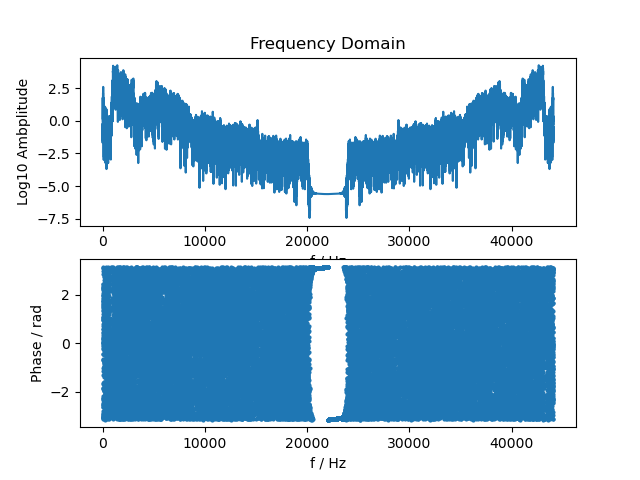 Frequency Domain
Log10 Ambplitude
2.5
0.0
−2.5
−5.0
−7.5
0 10000 20000 30000 40000
f / Hz
Phase / rad
2
0
−2
0 10000 20000 30000 40000
f / Hz